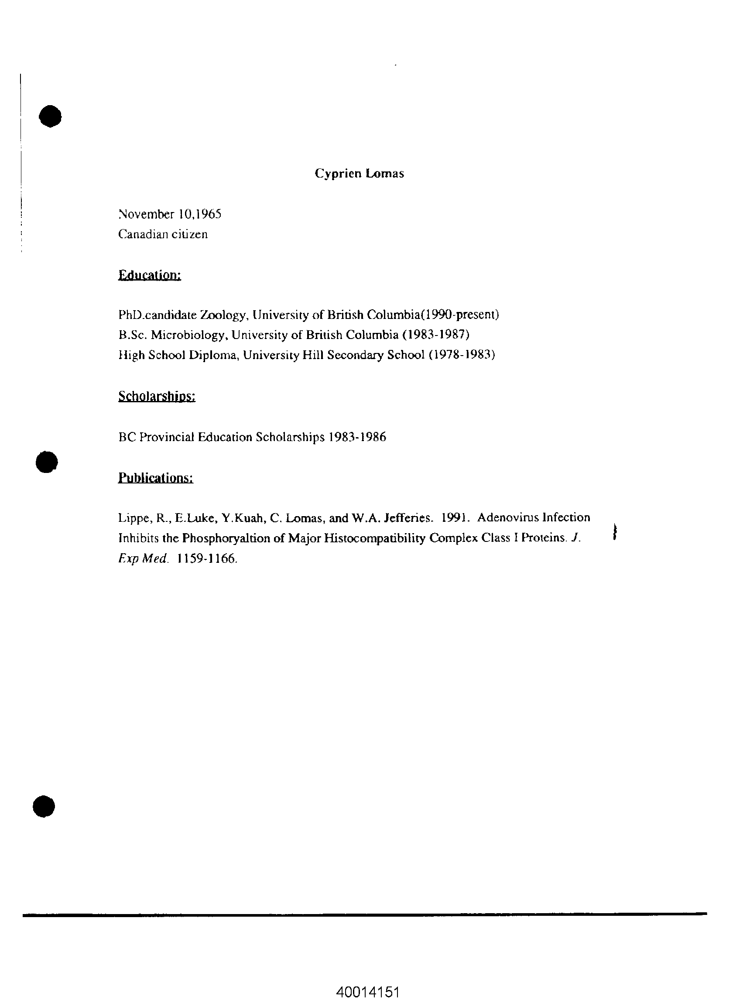 Cyprien Lomas
November 10,1965
Canadian citizen
Education:
PhD.candidate Zoology, University of British Columbia(1990-present)
B.Sc. Microbiology, University of British Columbia (1983-1987)
High School Diploma, University Hill Secondary School (1978-1983)
Scholarships:
BC Provincial Education Scholarships 1983-1986
Publications:
Lippe, R., E.Luke, Y.Kuah, C. Lomas, and W.A. Jefferies. 1991. Adenovirus Infection
Inhibits the Phosphoryaltion of Major Histocompatibility Complex Class I Proteins. J.
Exp Med. 1159-1166.
40014151